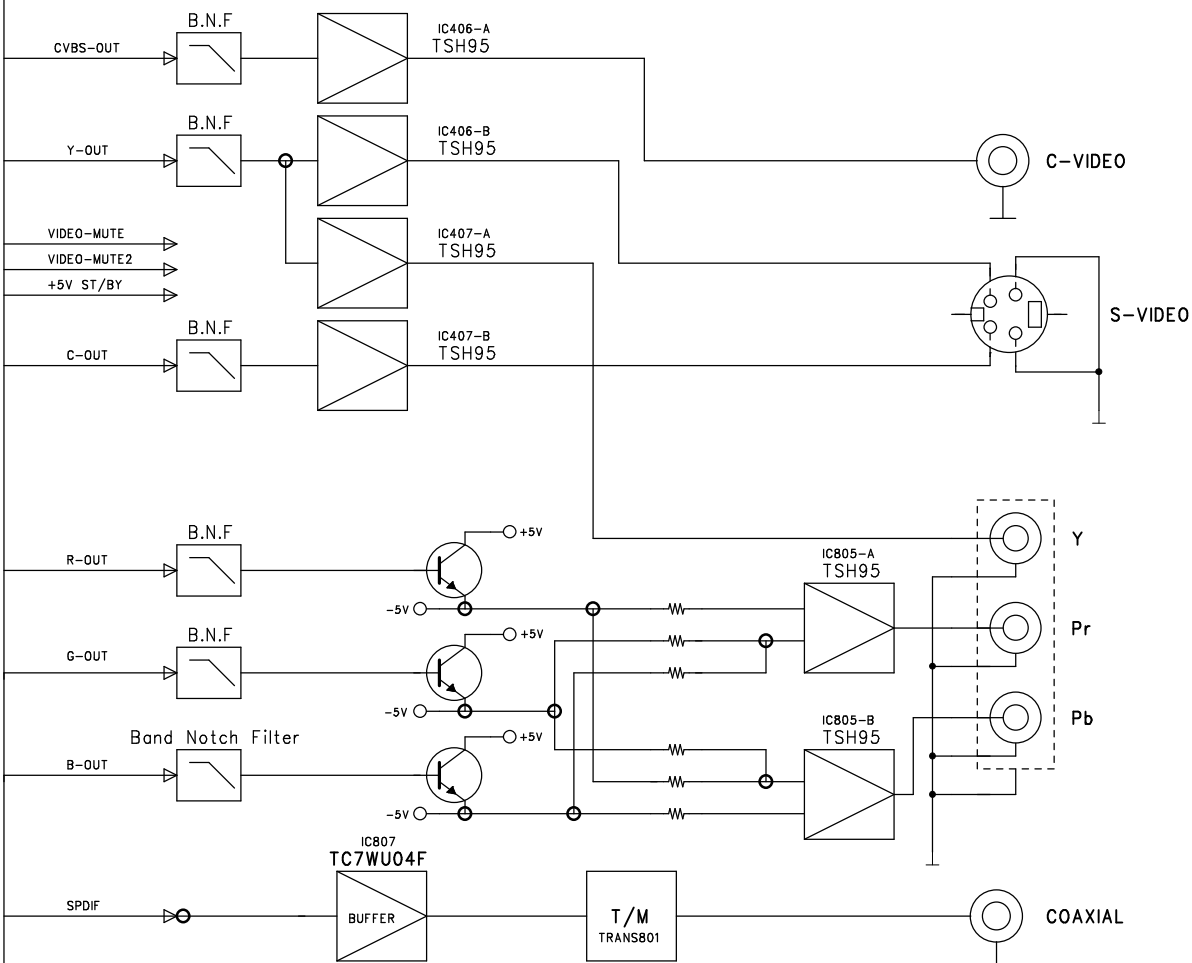 B.N.F
CVBS-OUT
IC406-A
TSH95
B.N.F
Y-OUT
IC406-B
TSH95
C-VIDEO
VIDEO-MUTE
VIDEO-MUTE2
+5V ST/BY
IC407-A
TSH95
S-VIDEO
B.N.F
C-OUT
IC407-B
TSH95
B.N.F
R-OUT
+5V
-5V
IC805-A
TSH95
Y
B.N.F
G-OUT
+5V
-5V
Pr
Band Notch Filter
B-OUT
+5V
-5V
IC805-B
TSH95
Pb
IC807
TC7WU04F
SPDIF
BUFFER
T/M
TRANS801
COAXIAL